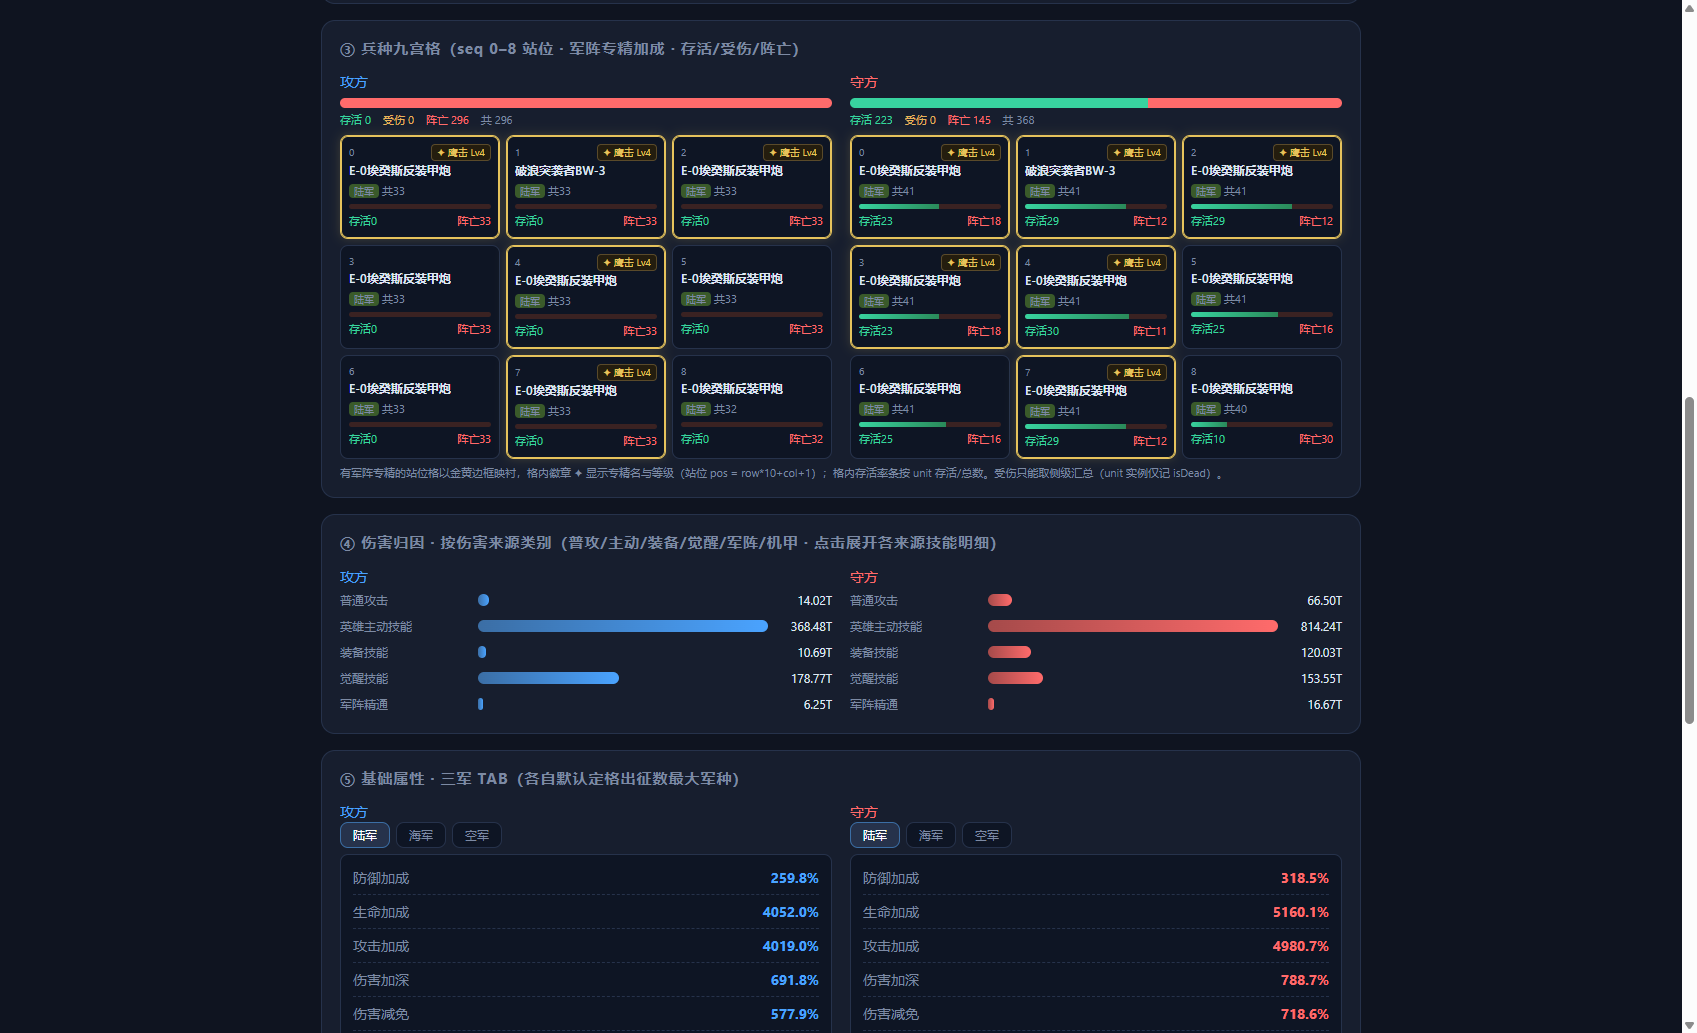 ③ 兵种九宫格（seq 0–8 站位 · 军阵专精加成 · 存活/受伤/阵亡）
攻方
存活 0 受伤 0 阵亡 296 共 296
0 ✦ 鹰击 Lv4
E-0埃癸斯反装甲炮
陆军 共33
存活0 阵亡33
1 ✦ 鹰击 Lv4
破浪突袭者BW-3
陆军 共33
存活0 阵亡33
2 ✦ 鹰击 Lv4
E-0埃癸斯反装甲炮
陆军 共33
存活0 阵亡33
3
E-0埃癸斯反装甲炮
陆军 共33
存活0 阵亡33
4 ✦ 鹰击 Lv4
E-0埃癸斯反装甲炮
陆军 共33
存活0 阵亡33
5
E-0埃癸斯反装甲炮
陆军 共33
存活0 阵亡33
6
E-0埃癸斯反装甲炮
陆军 共33
存活0 阵亡33
7 ✦ 鹰击 Lv4
E-0埃癸斯反装甲炮
陆军 共33
存活0 阵亡33
8
E-0埃癸斯反装甲炮
陆军 共32
存活0 阵亡32
守方
存活 223 受伤 0 阵亡 145 共 368
0 ✦ 鹰击 Lv4
E-0埃癸斯反装甲炮
陆军 共41
存活23 阵亡18
1 ✦ 鹰击 Lv4
破浪突袭者BW-3
陆军 共41
存活29 阵亡12
2 ✦ 鹰击 Lv4
E-0埃癸斯反装甲炮
陆军 共41
存活29 阵亡12
3 ✦ 鹰击 Lv4
E-0埃癸斯反装甲炮
陆军 共41
存活23 阵亡18
4 ✦ 鹰击 Lv4
E-0埃癸斯反装甲炮
陆军 共41
存活30 阵亡11
5
E-0埃癸斯反装甲炮
陆军 共41
存活25 阵亡16
6
E-0埃癸斯反装甲炮
陆军 共41
存活25 阵亡16
7 ✦ 鹰击 Lv4
E-0埃癸斯反装甲炮
陆军 共41
存活29 阵亡12
8
E-0埃癸斯反装甲炮
陆军 共40
存活10 阵亡30
有军阵专精的站位格以金黄边框映衬，格内徽章 ✦ 显示专精名与等级（站位 pos = row*10+col+1）；格内存活率条按 unit 存活/总数。受伤只能取侧级汇总（unit 实例仅记 isDead）。
④ 伤害归因 · 按伤害来源类别（普攻/主动/装备/觉醒/军阵/机甲 · 点击展开各来源技能明细）
攻方
普通攻击 14.02T
英雄主动技能 368.48T
装备技能 10.69T
觉醒技能 178.77T
军阵精通 6.25T
守方
普通攻击 66.50T
英雄主动技能 814.24T
装备技能 120.03T
觉醒技能 153.55T
军阵精通 16.67T
⑤ 基础属性 · 三军 TAB（各自默认定格出征数最大军种）
攻方
陆军 海军 空军
防御加成 259.8%
生命加成 4052.0%
攻击加成 4019.0%
伤害加深 691.8%
伤害减免 577.9%
守方
陆军 海军 空军
防御加成 318.5%
生命加成 5160.1%
攻击加成 4980.7%
伤害加深 788.7%
伤害减免 718.6%